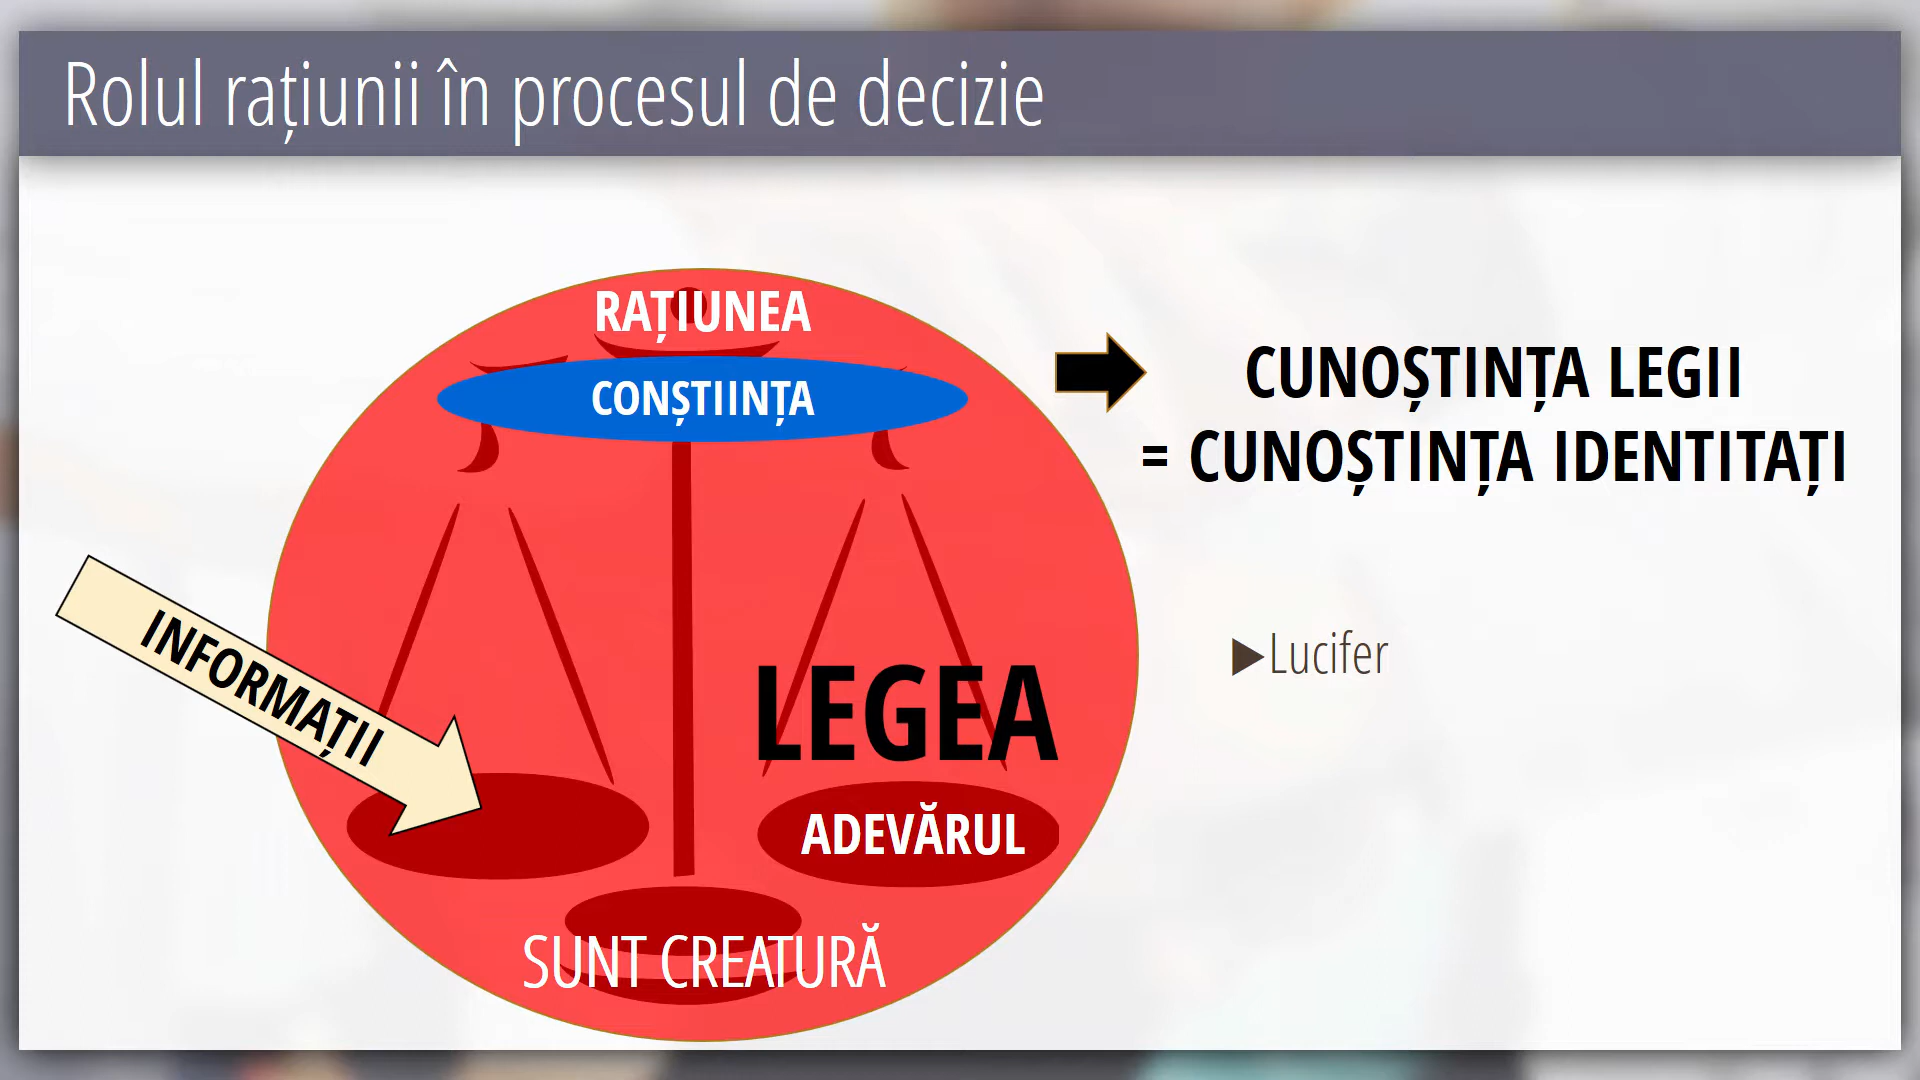 Rolul rațiunii în procesul de decizie
RAȚIUNEA
CONȘTIINȚA
CUNOȘTINȚA LEGII
= CUNOȘTINȚA IDENTITAȚI
INFORMAȚII
Lucifer
LEGEA
ADEVĂRUL
SUNT CREATURĂ